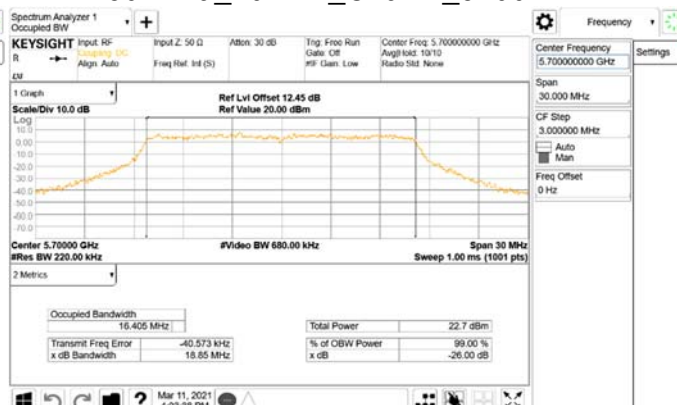 Spectrum Analyzer 1
Occupied BW
Frequency
KEYSIGHT Input: RF
R
Coupling: DC
Align: Auto
Input Z: 50 Ω
Freq Ref: Int (S)
Atten: 30 dB
Trig: Free Run
Gate: Off
#IF Gain: Low
Center Freq: 5.700000000 GHz
Avg|Hold: 10/10
Radio Std: None
Center Frequency
5.700000000 GHz
Settings
Span
30.000 MHz
CF Step
3.000000 MHz
Auto
Man
Freq Offset
0 Hz
1 Graph
Scale/Div 10.0 dB
Ref Lvl Offset 12.45 dB
Ref Value 20.00 dBm
Log
10.0
0.00
-10.0
-20.0
-30.0
-40.0
-50.0
-60.0
-70.0
Center 5.70000 GHz
#Res BW 220.00 kHz
#Video BW 680.00 kHz
Span 30 MHz
Sweep 1.00 ms (1001 pts)
2 Metrics
Occupied Bandwidth
16.405 MHz
Total Power 22.7 dBm
Transmit Freq Error -40.573 kHz
% of OBW Power 99.00 %
x dB Bandwidth 18.85 MHz
x dB -26.00 dB
?
Mar 11, 2021